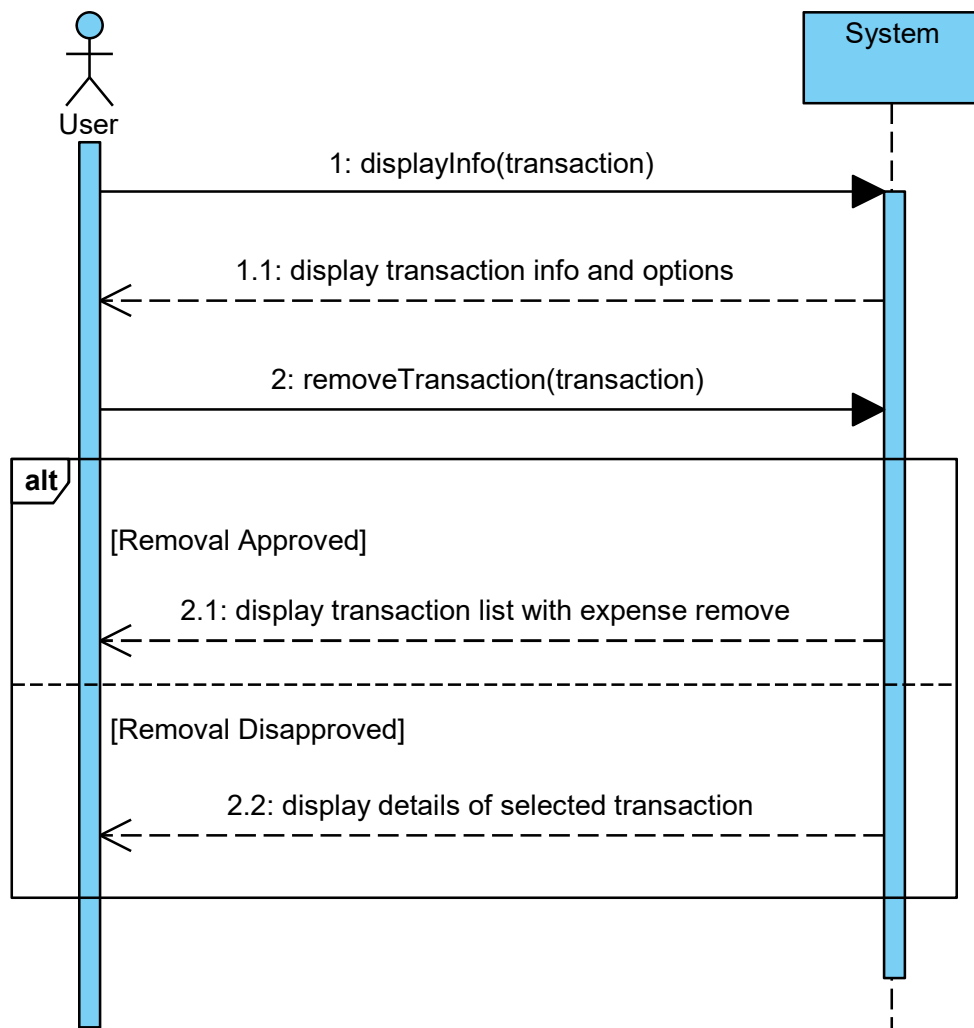 System
User
1: displayInfo(transaction)
1.1: display transaction info and options
2: removeTransaction(transaction)
alt
[Removal Approved]
2.1: display transaction list with expense remove
[Removal Disapproved]
2.2: display details of selected transaction